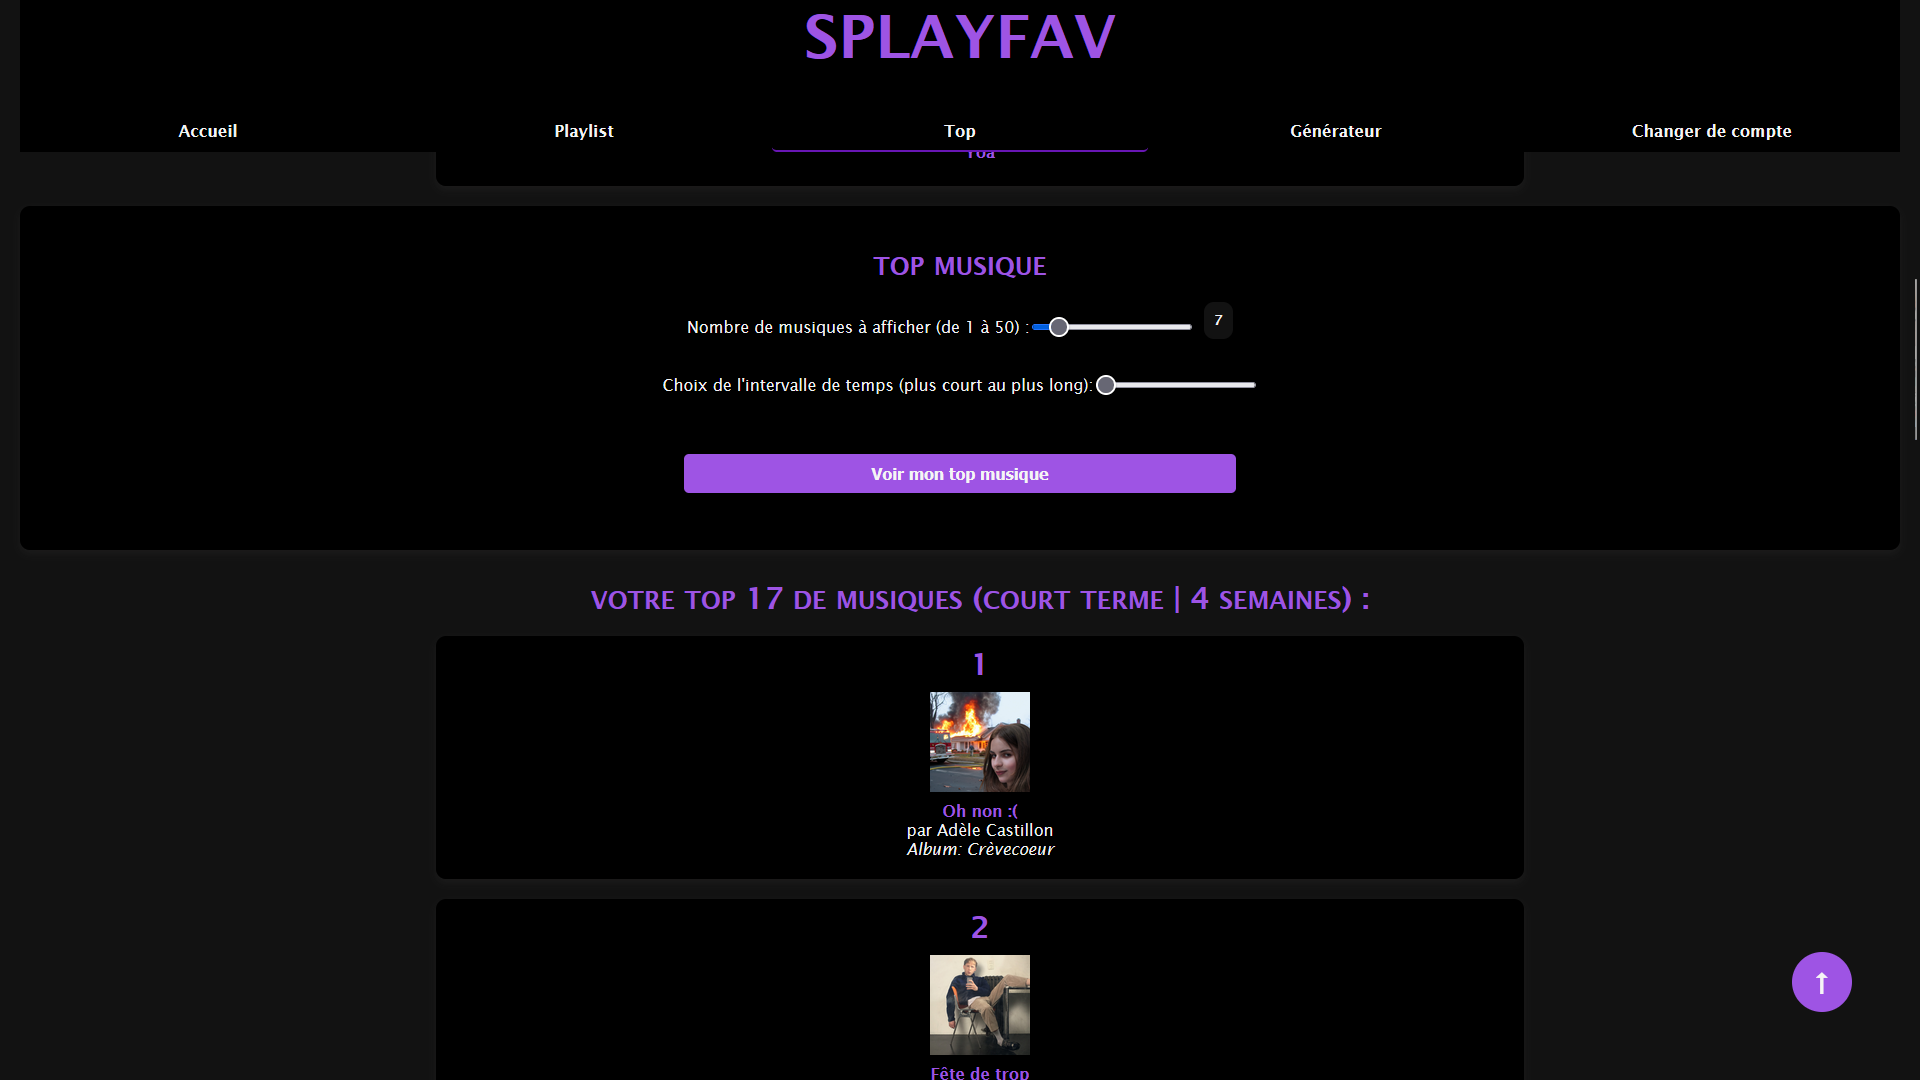 SPLAYFAV
Accueil Playlist Top Générateur Changer de compte
TOP MUSIQUE
Nombre de musiques à afficher (de 1 à 50) : 7
Choix de l'intervalle de temps (plus court au plus long):
Voir mon top musique
VOTRE TOP 17 DE MUSIQUES (COURT TERME | 4 SEMAINES) :
1
Oh non :(
par Adèle Castillon
Album: Crèvecoeur
2
Fête de trop
↑